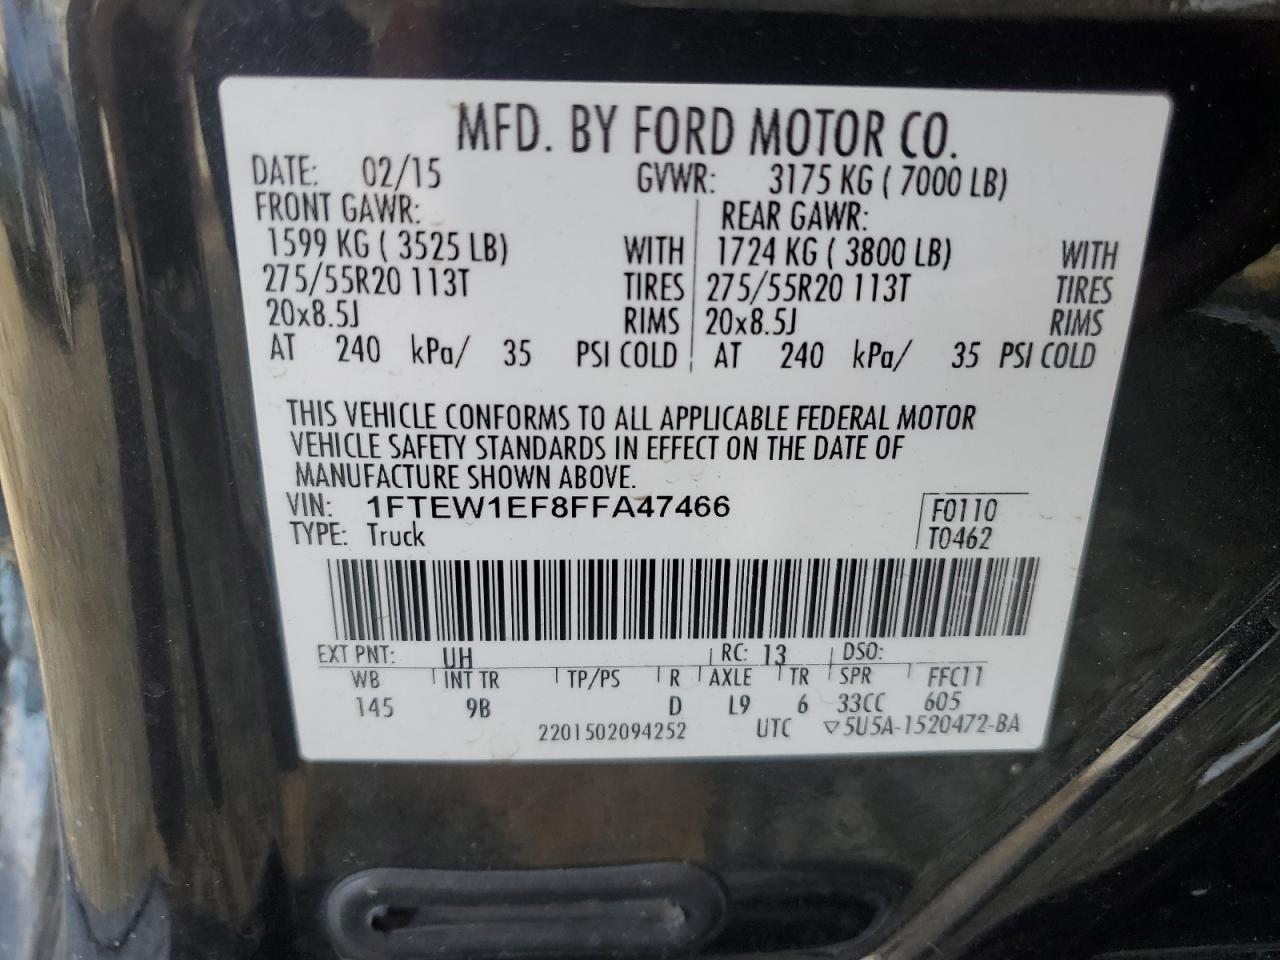 MFD. BY FORD MOTOR CO.
DATE: 02/15 GVWR: 3175 KG ( 7000 LB)
FRONT GAWR: REAR GAWR:
1599 KG ( 3525 LB) WITH 1724 KG ( 3800 LB) WITH
275/55R20 113T TIRES 275/55R20 113T TIRES
20x8.5J RIMS 20x8.5J RIMS
AT 240 kPa/ 35 PSI COLD AT 240 kPa/ 35 PSI COLD
THIS VEHICLE CONFORMS TO ALL APPLICABLE FEDERAL MOTOR
VEHICLE SAFETY STANDARDS IN EFFECT ON THE DATE OF
MANUFACTURE SHOWN ABOVE.
VIN: 1FTEW1EF8FFA47466 F0110
TYPE: Truck T0462
EXT PNT: UH RC: 13 DSO:
WB INT TR TP/PS R AXLE TR SPR FFC11
145 9B D L9 6 33CC 605
2201502094252 UTC ▽5U5A-1520472-BA